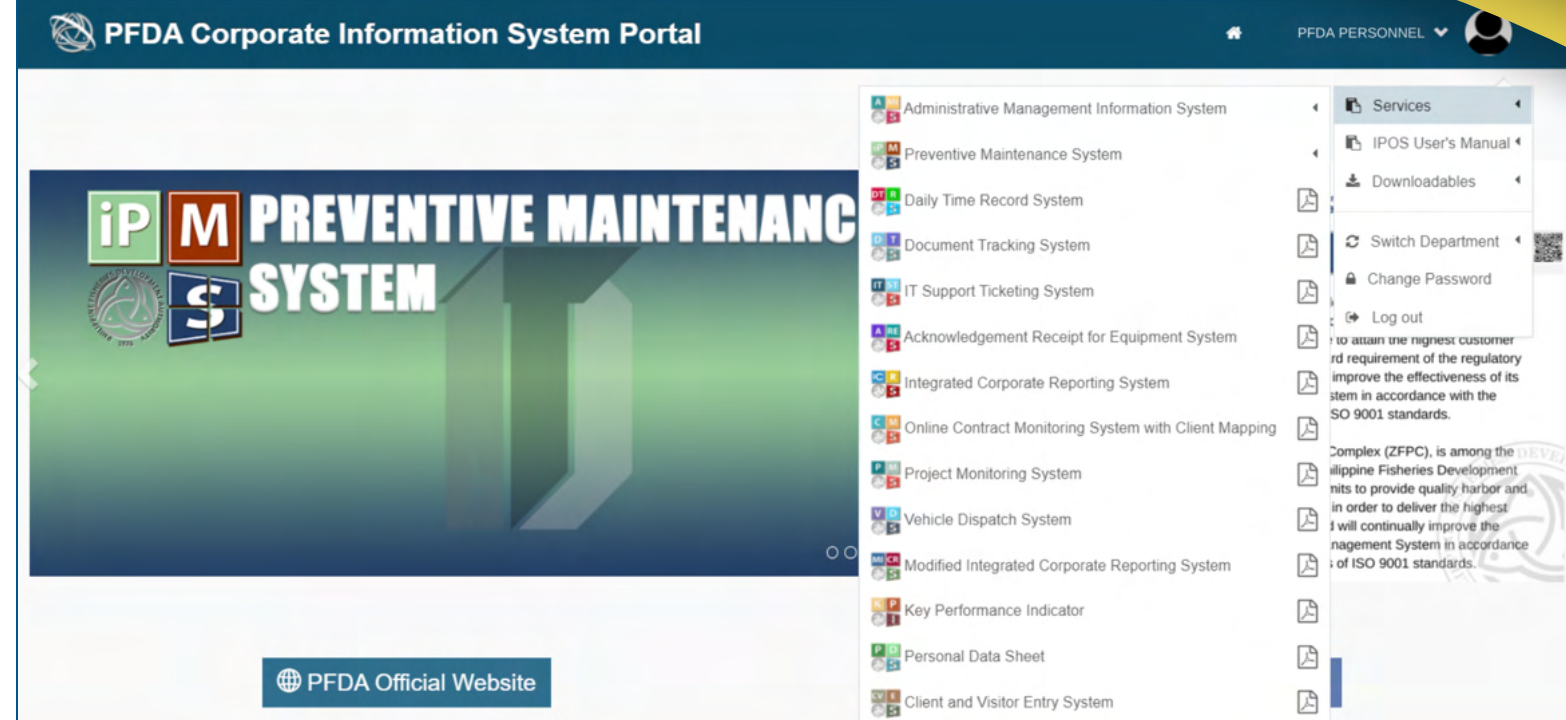 PFDA Corporate Information System Portal
PFDA PERSONNEL
Services
IPOS User's Manual
Downloadables
Switch Department
Change Password
Log out
Administrative Management Information System
Preventive Maintenance System
Daily Time Record System
Document Tracking System
IT Support Ticketing System
Acknowledgement Receipt for Equipment System
Integrated Corporate Reporting System
Online Contract Monitoring System with Client Mapping
Project Monitoring System
Vehicle Dispatch System
Modified Integrated Corporate Reporting System
Key Performance Indicator
Personal Data Sheet
Client and Visitor Entry System
iP M S
PREVENTIVE MAINTENANC
SYSTEM
to attain the highest customer
rd requirement of the regulatory
improve the effectiveness of its
stem in accordance with the
SO 9001 standards.
Complex (ZFPC), is among the
ilippine Fisheries Development
mits to provide quality harbor and
in order to deliver the highest
d will continually improve the
nagement System in accordance
of ISO 9001 standards.
PFDA Official Website